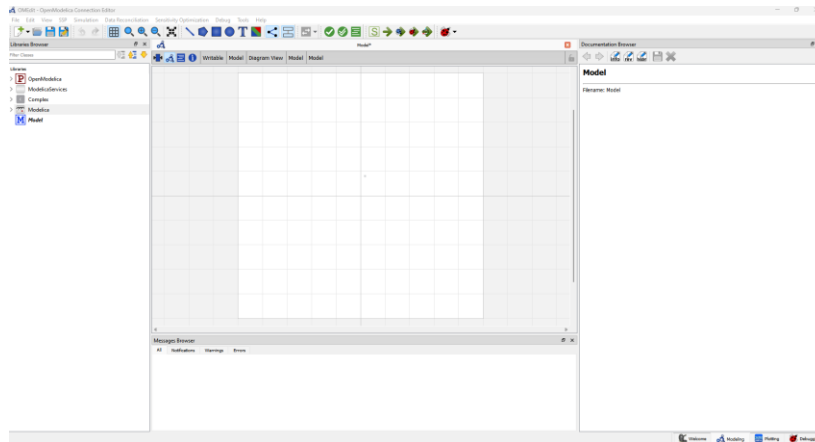 OMEdit - OpenModelica Connection Editor
File Edit View SSP Simulation Data Reconciliation Sensitivity Optimization Debug Tools Help
Libraries Browser
Filter Classes
Libraries
OpenModelica
ModelicaServices
Complex
Modelica
Model
Model*
Writable Model Diagram View Model Model
Messages Browser
All Notifications Warnings Errors
Documentation Browser
Model
Filename: Model
Welcome Modeling Plotting